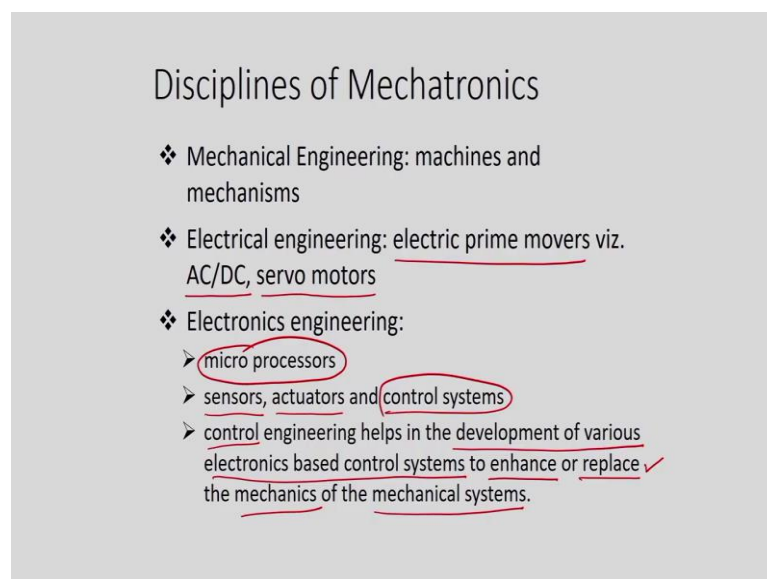 Disciplines of Mechatronics
❖ Mechanical Engineering: machines and
mechanisms
❖ Electrical engineering: electric prime movers viz.
AC/DC, servo motors
❖ Electronics engineering:
➢ micro processors
➢ sensors, actuators and control systems
➢ control engineering helps in the development of various
electronics based control systems to enhance or replace
the mechanics of the mechanical systems.